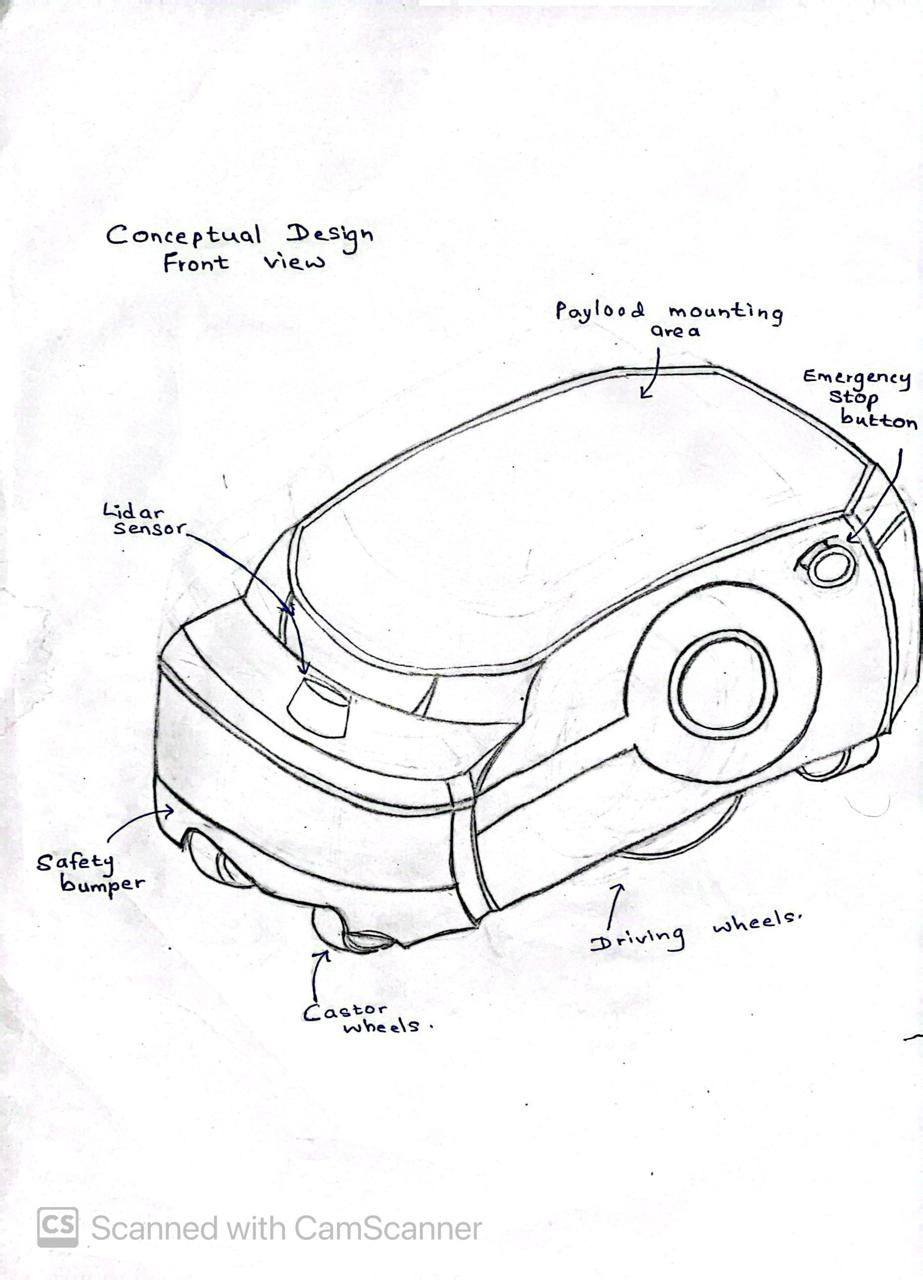 Conceptual Design
Front view
Paylood mounting
area
Emergency
stop
button
Lidar
sensor
Safety
bumper
Driving wheels.
Castor
wheels.
CS Scanned with CamScanner